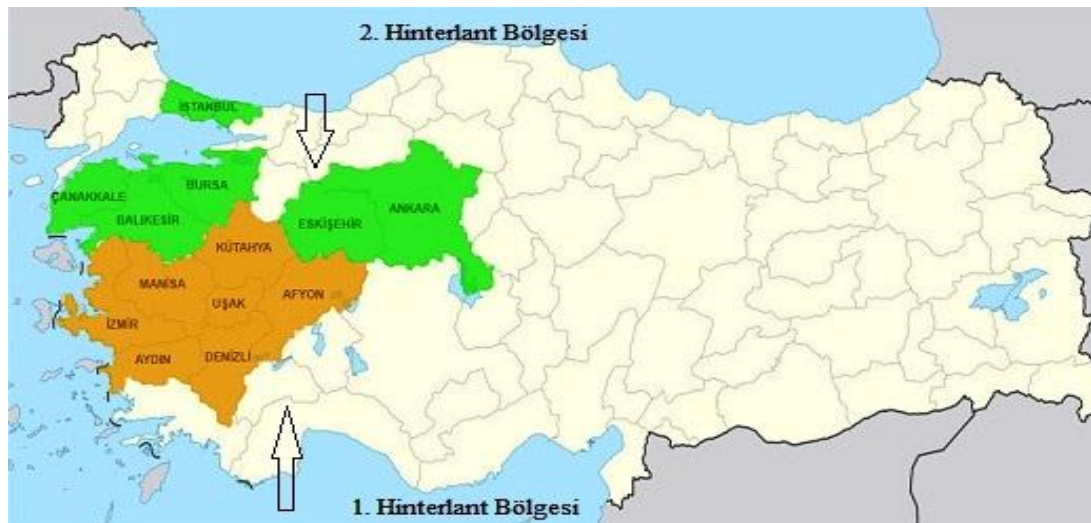 2. Hinterlant Bölgesi
İSTANBUL
BURSA
ÇANAKKALE
BALIKESİR
ANKARA
ESKİŞEHİR
KÜTAHYA
MANİSA
UŞAK
AFYON
İZMİR
AYDIN
DENİZLİ
1. Hinterlant Bölgesi